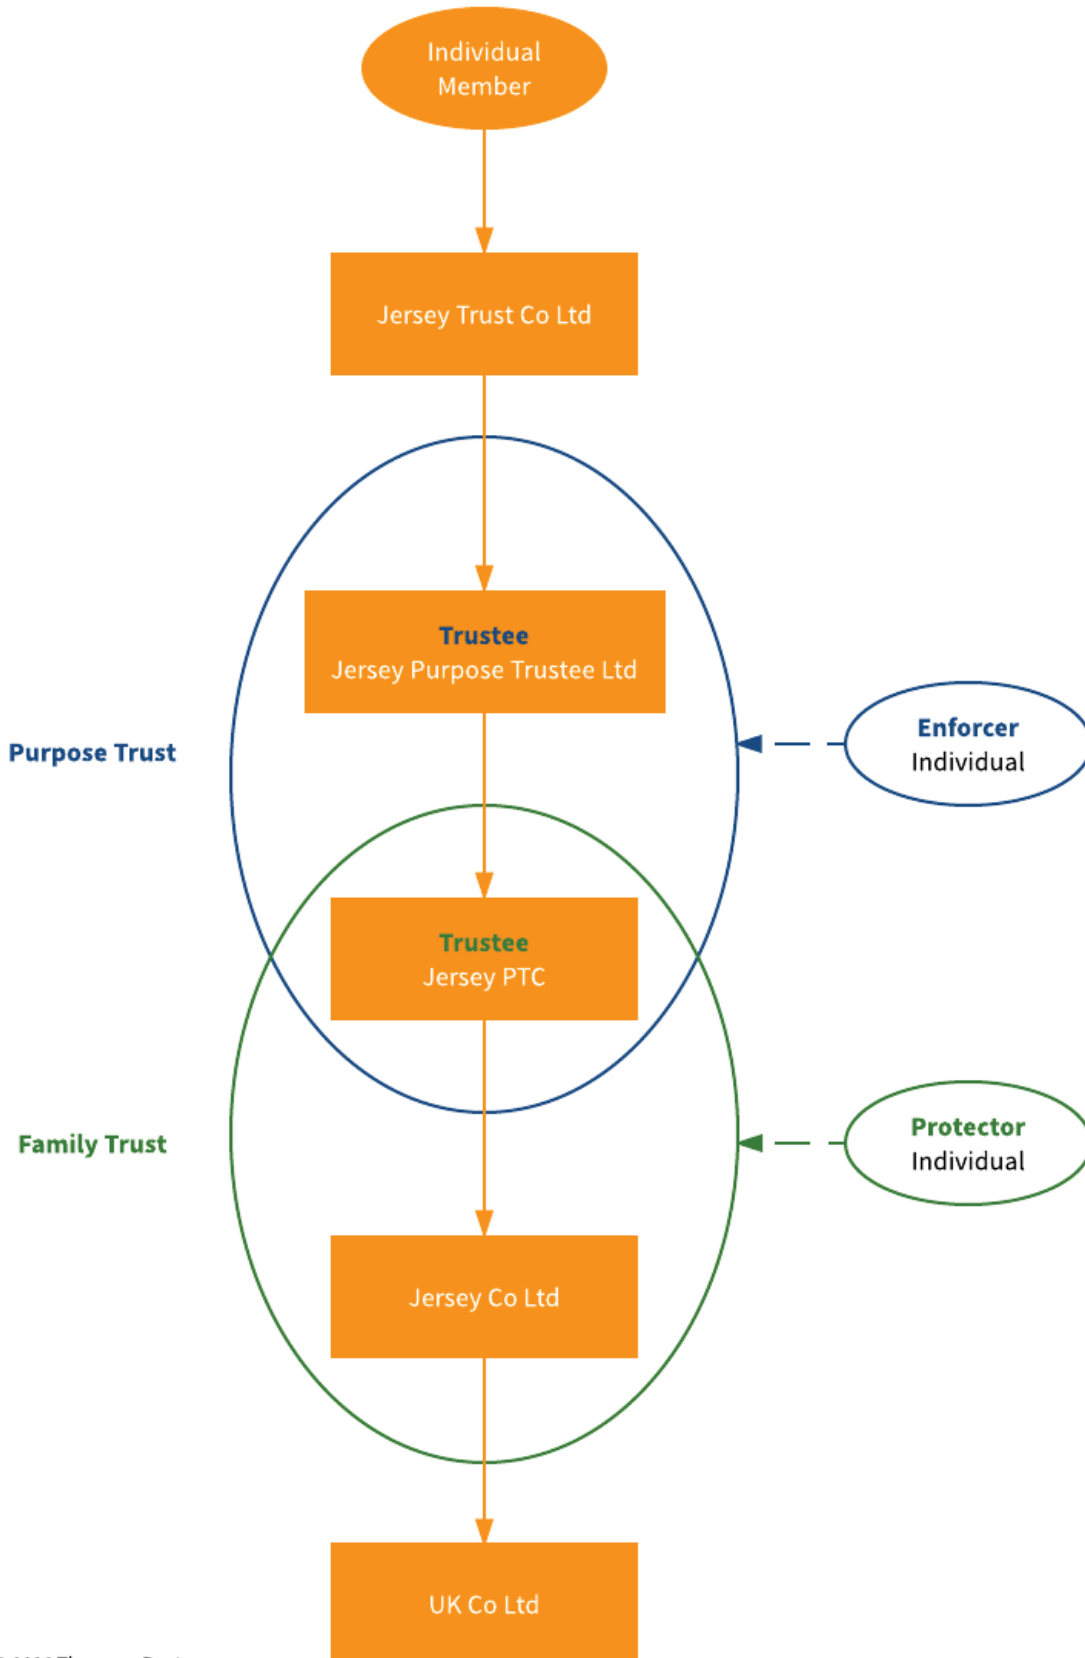 Individual
Member
Jersey Trust Co Ltd
Trustee
Jersey Purpose Trustee Ltd
Purpose Trust
Enforcer
Individual
Trustee
Jersey PTC
Family Trust
Protector
Individual
Jersey Co Ltd
UK Co Ltd